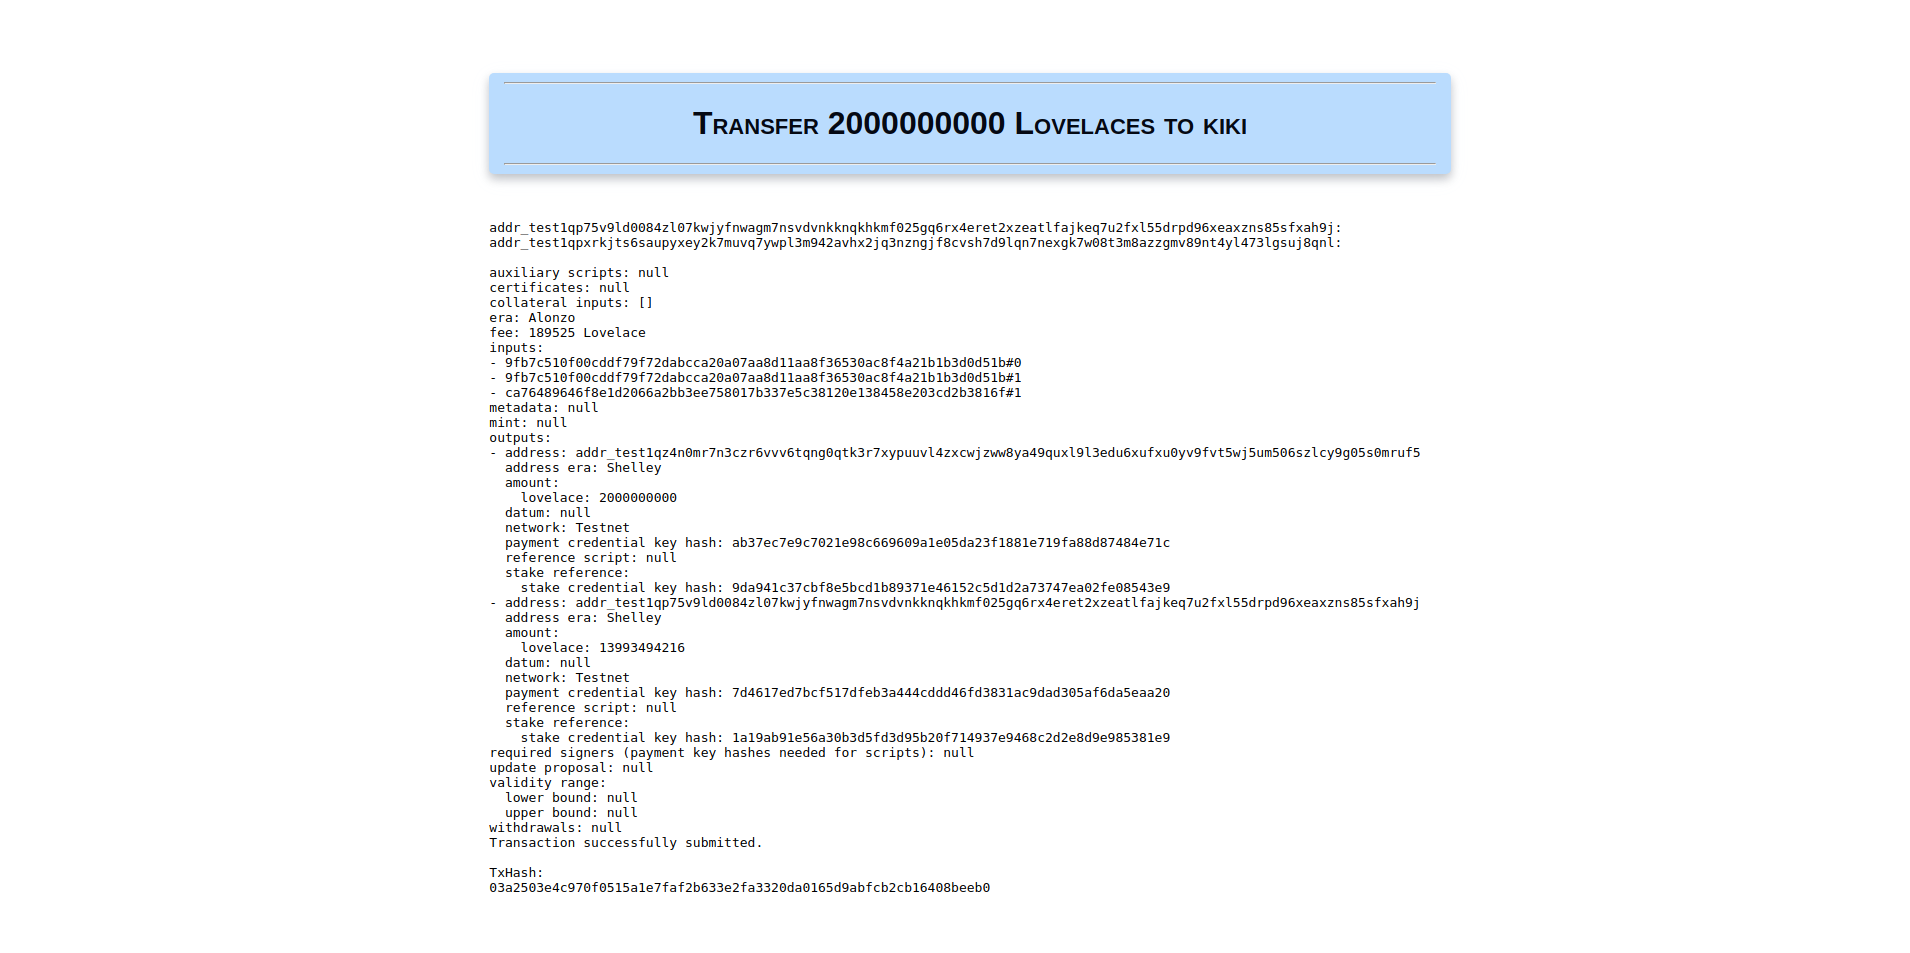 Transfer 2000000000 Lovelaces to kiki
addr_test1qp75v9ld0084zl07kwjyfnwagm7nsvdvnkknqkhkmf025gq6rx4eret2xzeatlfajkeq7u2fxl55drpd96xeaxzns85sfxah9j:
addr_test1qpxrkjts6saupyxey2k7muvq7ywpl3m942avhx2jq3nzngjf8cvsh7d9lqn7nexgk7w08t3m8azzgmv89nt4yl473lgsuj8qnl:
auxiliary scripts: null
certificates: null
collateral inputs: []
era: Alonzo
fee: 189525 Lovelace
inputs:
- 9fb7c510f00cddf79f72dabcca20a07aa8d11aa8f36530ac8f4a21b1b3d0d51b#0
- 9fb7c510f00cddf79f72dabcca20a07aa8d11aa8f36530ac8f4a21b1b3d0d51b#1
- ca76489646f8e1d2066a2bb3ee758017b337e5c38120e138458e203cd2b3816f#1
metadata: null
mint: null
outputs:
- address: addr_test1qz4n0mr7n3czr6vvv6tqng0qtk3r7xypuuvl4zxcwjzww8ya49quxl9l3edu6xufxu0yv9fvt5wj5um506szlcy9g05s0mruf5
  address era: Shelley
  amount:
    lovelace: 2000000000
  datum: null
  network: Testnet
  payment credential key hash: ab37ec7e9c7021e98c669609a1e05da23f1881e719fa88d87484e71c
  reference script: null
  stake reference:
    stake credential key hash: 9da941c37cbf8e5bcd1b89371e46152c5d1d2a73747ea02fe08543e9
- address: addr_test1qp75v9ld0084zl07kwjyfnwagm7nsvdvnkknqkhkmf025gq6rx4eret2xzeatlfajkeq7u2fxl55drpd96xeaxzns85sfxah9j
  address era: Shelley
  amount:
    lovelace: 13993494216
  datum: null
  network: Testnet
  payment credential key hash: 7d4617ed7bcf517dfeb3a444cddd46fd3831ac9dad305af6da5eaa20
  reference script: null
  stake reference:
    stake credential key hash: 1a19ab91e56a30b3d5fd3d95b20f714937e9468c2d2e8d9e985381e9
required signers (payment key hashes needed for scripts): null
update proposal: null
validity range:
  lower bound: null
  upper bound: null
withdrawals: null
Transaction successfully submitted.
TxHash:
03a2503e4c970f0515a1e7faf2b633e2fa3320da0165d9abfcb2cb16408beeb0